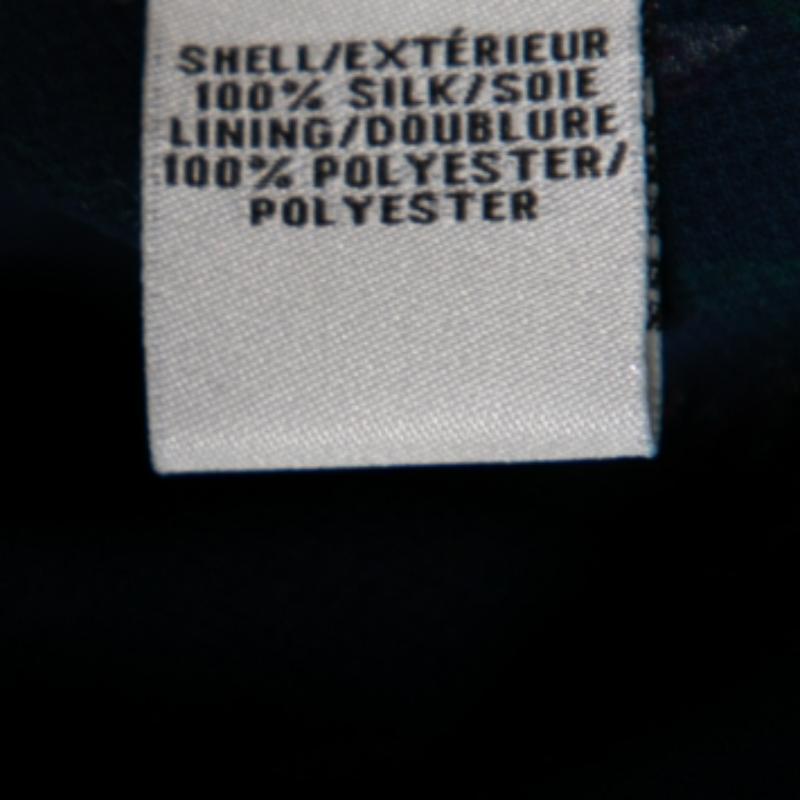 SHELL/EXTÉRIEUR
100% SILK/SOIE
LINING/DOUBLURE
100% POLYESTER/
POLYESTER